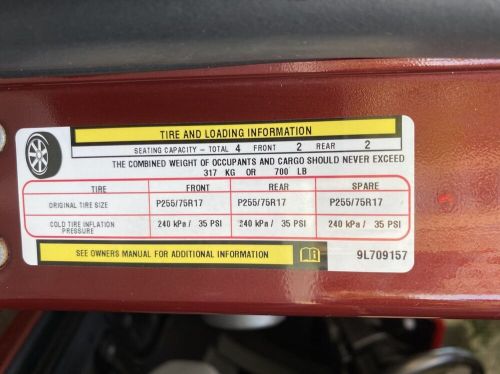 TIRE AND LOADING INFORMATION
SEATING CAPACITY - TOTAL 4 FRONT 2 REAR 2
THE COMBINED WEIGHT OF OCCUPANTS AND CARGO SHOULD NEVER EXCEED
317 KG OR 700 LB
TIRE FRONT REAR SPARE
ORIGINAL TIRE SIZE P255/75R17 P255/75R17 P255/75R17
COLD TIRE INFLATION PRESSURE 240 kPa / 35 PSI 240 kPa / 35 PSI 240 kPa / 35 PSI
SEE OWNERS MANUAL FOR ADDITIONAL INFORMATION 9L709157